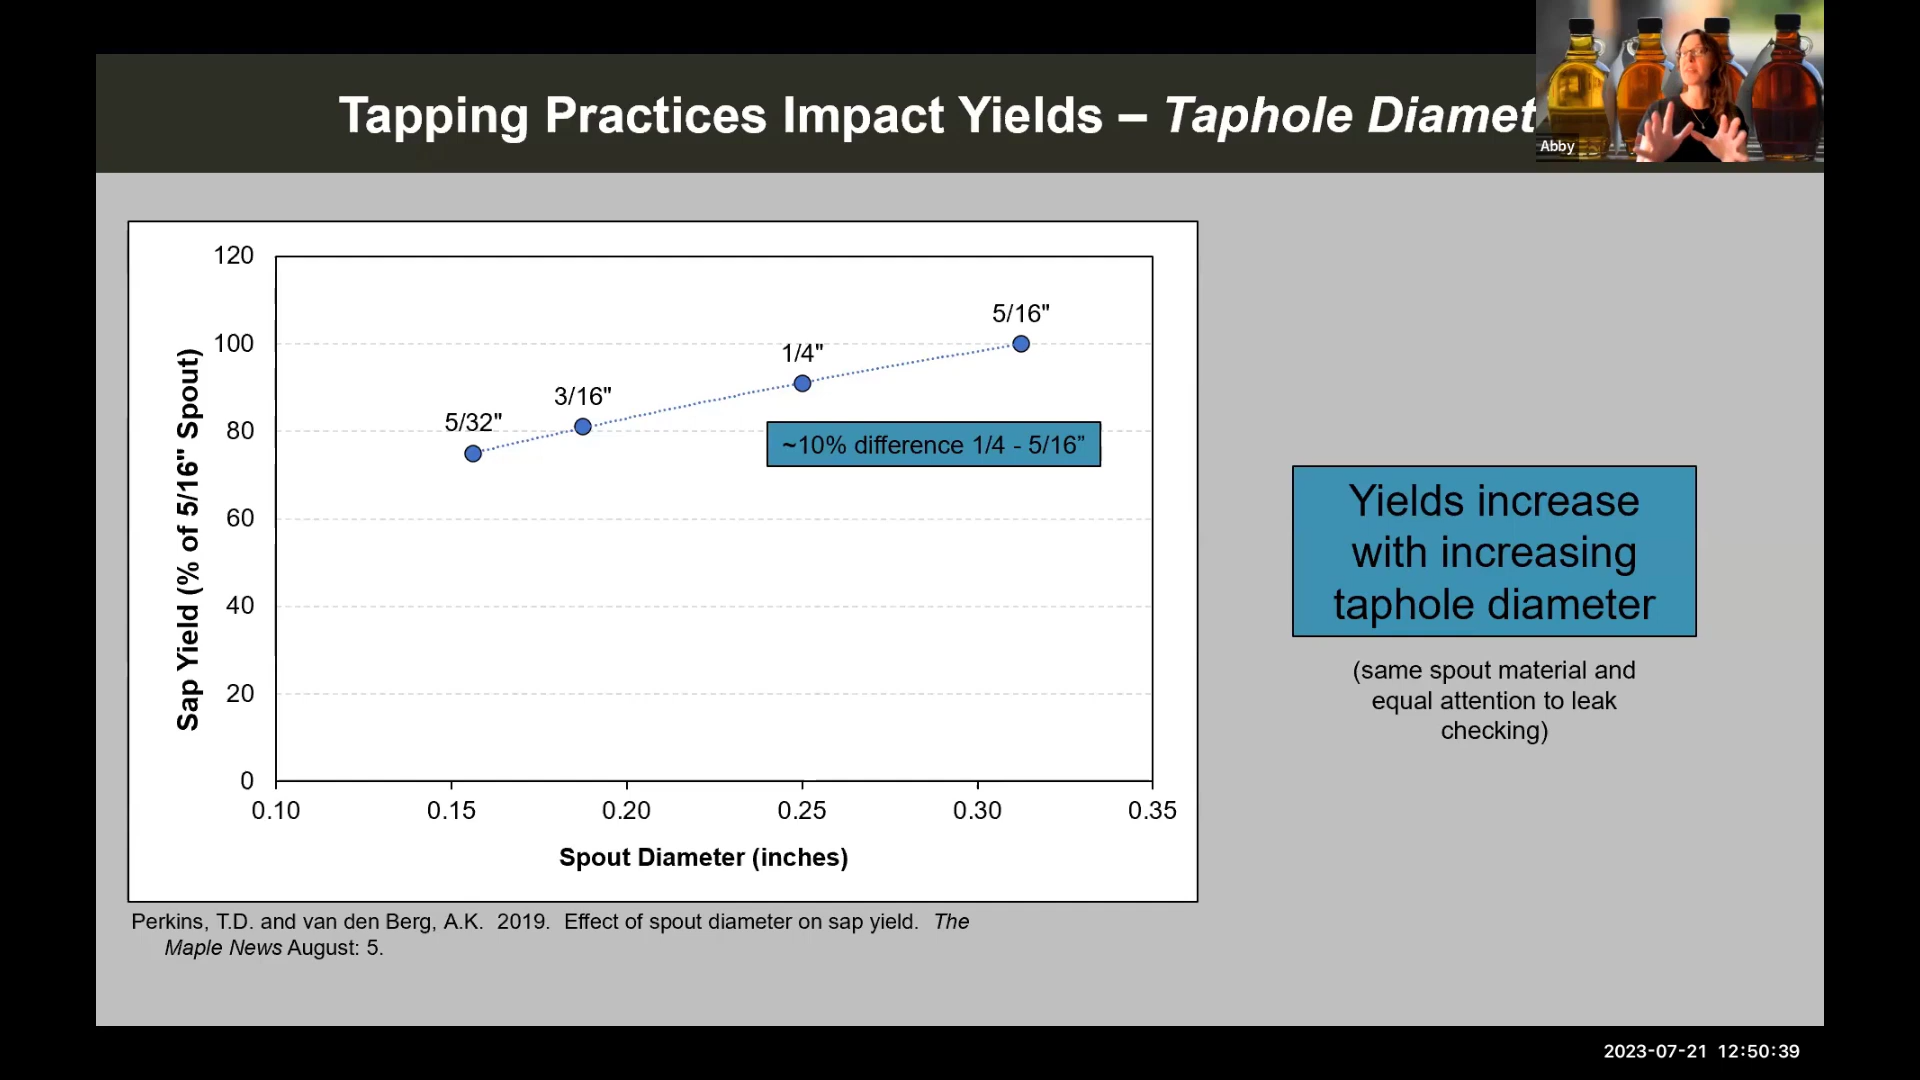 Tapping Practices Impact Yields – Taphole Diamet
Abby
120
100
80
60
40
20
0
Sap Yield (% of 5/16" Spout)
5/32"
3/16"
1/4"
5/16"
~10% difference 1/4 - 5/16”
0.10 0.15 0.20 0.25 0.30 0.35
Spout Diameter (inches)
Yields increase
with increasing
taphole diameter
(same spout material and
equal attention to leak
checking)
Perkins, T.D. and van den Berg, A.K. 2019. Effect of spout diameter on sap yield. The
Maple News August: 5.
2023-07-21 12:50:39